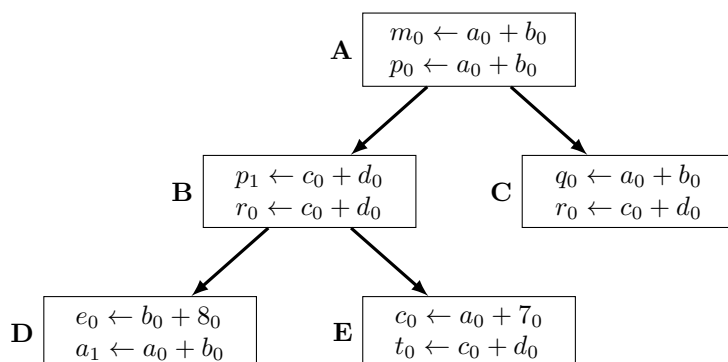 A
m₀ ← a₀ + b₀
p₀ ← a₀ + b₀
B
p₁ ← c₀ + d₀
r₀ ← c₀ + d₀
C
q₀ ← a₀ + b₀
r₀ ← c₀ + d₀
D
e₀ ← b₀ + 8₀
a₁ ← a₀ + b₀
E
c₀ ← a₀ + 7₀
t₀ ← c₀ + d₀